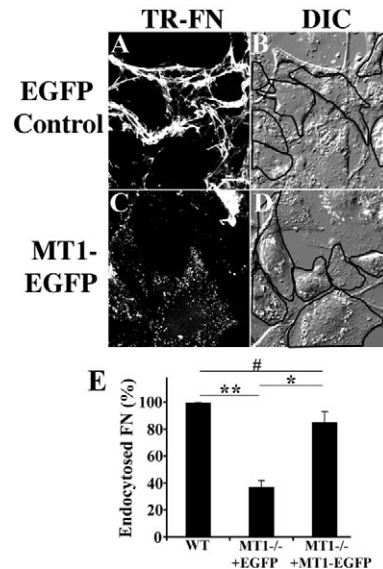 TR-FN DIC
A B
EGFP
Control
C D
MT1-
EGFP
E
#
** *
Endocytosed FN (%)
100
80
60
40
20
0
WT MT1-/- MT1-/-
+EGFP +MT1-EGFP